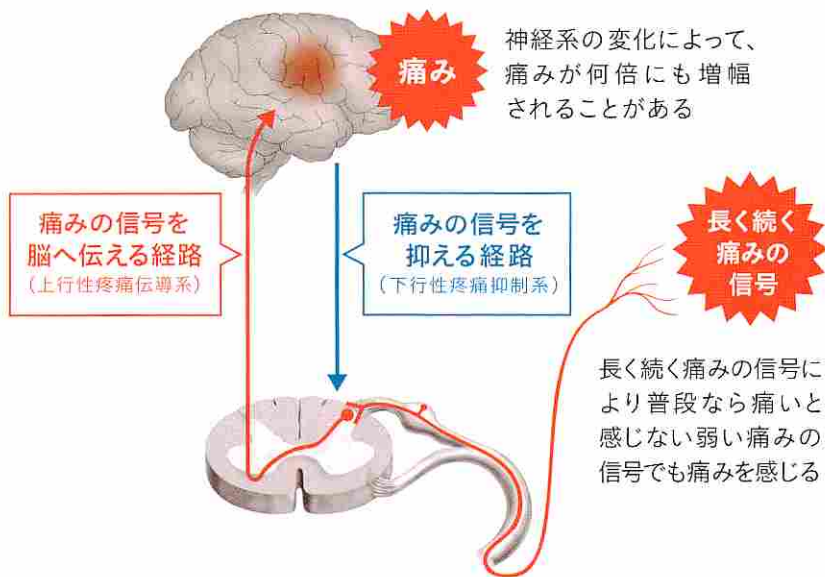 痛み
神経系の変化によって、
痛みが何倍にも増幅
されることがある
痛みの信号を
脳へ伝える経路
（上行性疼痛伝導系）
痛みの信号を
抑える経路
（下行性疼痛抑制系）
長く続く
痛みの
信号
長く続く痛みの信号に
より普段なら痛いと
感じない弱い痛みの
信号でも痛みを感じる